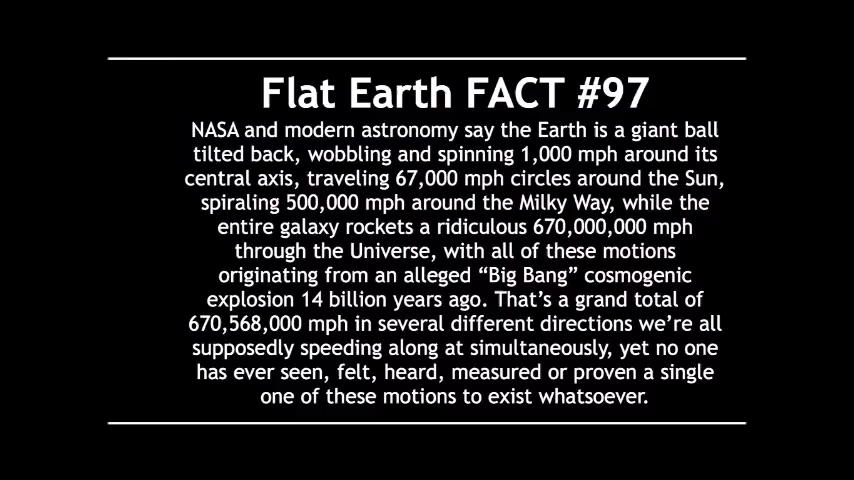 Flat Earth FACT #97
NASA and modern astronomy say the Earth is a giant ball
tilted back, wobbling and spinning 1,000 mph around its
central axis, traveling 67,000 mph circles around the Sun,
spiraling 500,000 mph around the Milky Way, while the
entire galaxy rockets a ridiculous 670,000,000 mph
through the Universe, with all of these motions
originating from an alleged “Big Bang” cosmogenic
explosion 14 billion years ago. That’s a grand total of
670,568,000 mph in several different directions we’re all
supposedly speeding along at simultaneously, yet no one
has ever seen, felt, heard, measured or proven a single
one of these motions to exist whatsoever.